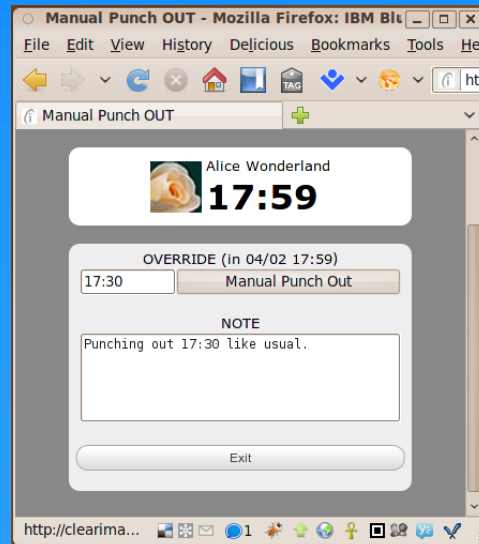 Manual Punch OUT - Mozilla Firefox: IBM Blu
File Edit View History Delicious Bookmarks Tools He
TAG
ht
Manual Punch OUT
Alice Wonderland
17:59
OVERRIDE (in 04/02 17:59)
17:30 Manual Punch Out
NOTE
Punching out 17:30 like usual.
Exit
http://clearima... 1